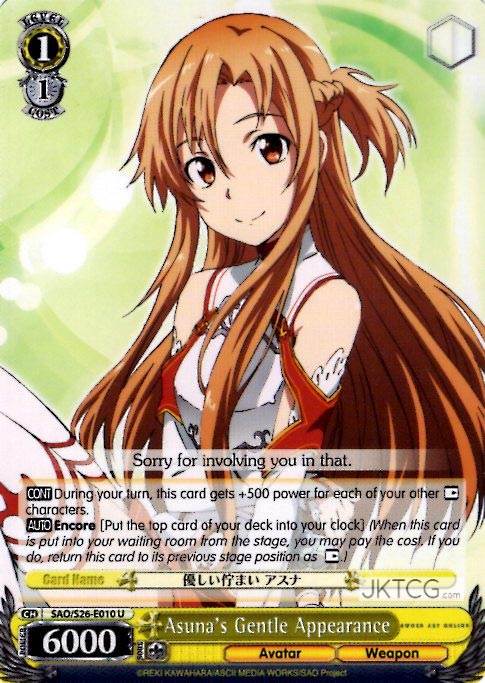 LEVEL
1
1
COST
Sorry for involving you in that.
CONT During your turn, this card gets +500 power for each of your other
characters.
AUTO Encore [Put the top card of your deck into your clock] (When this card
is put into your waiting room from the stage, you may pay the cost. If you
do, return this card to its previous stage position as )
Card Name
優しい佇まい アスナ
JKTCG.com
CH
SAO/S26-E010 U
POWER
6000
SOUL
Asuna's Gentle Appearance
SWORD ART ONLINE
Avatar
Weapon
©REKI KAWAHARA/ASCII MEDIA WORKS/SAO Project